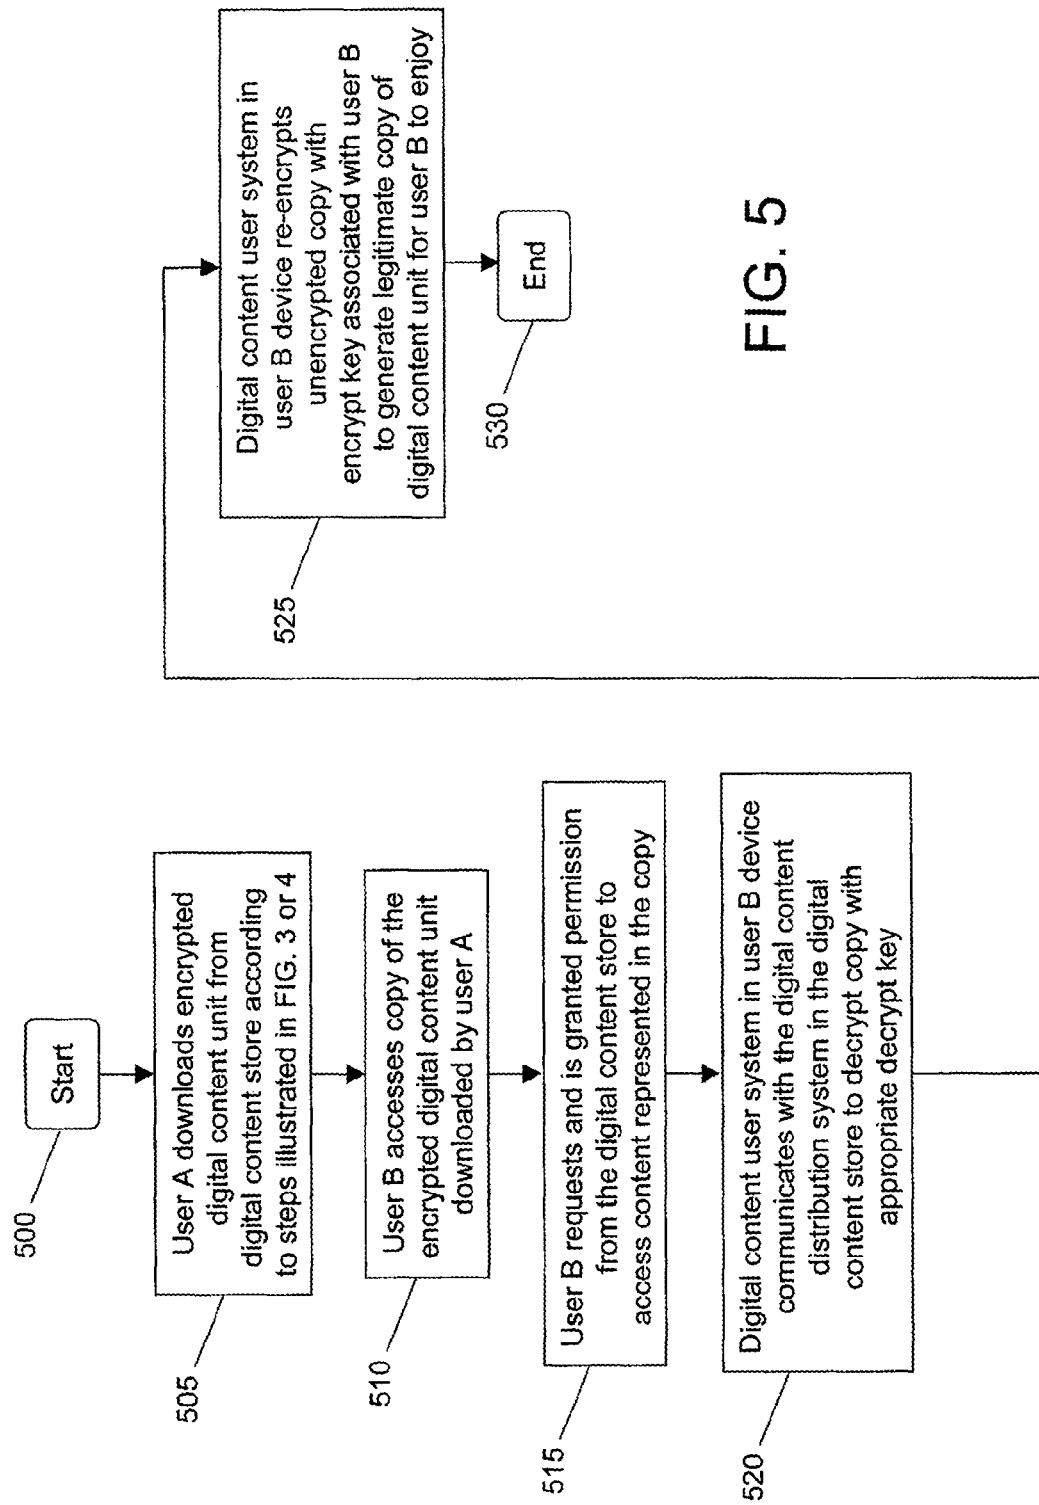 Start
500
User A downloads encrypted
digital content unit from
digital content store according
to steps illustrated in FIG. 3 or 4
505
User B accesses copy of the
encrypted digital content unit
downloaded by user A
510
User B requests and is granted permission
from the digital content store to
access content represented in the copy
515
Digital content user system in user B device
communicates with the digital content
distribution system in the digital
content store to decrypt copy with
appropriate decrypt key
520
Digital content user system in
user B device re-encrypts
unencrypted copy with
encrypt key associated with user B
to generate legitimate copy of
digital content unit for user B to enjoy
525
End
530
FIG. 5